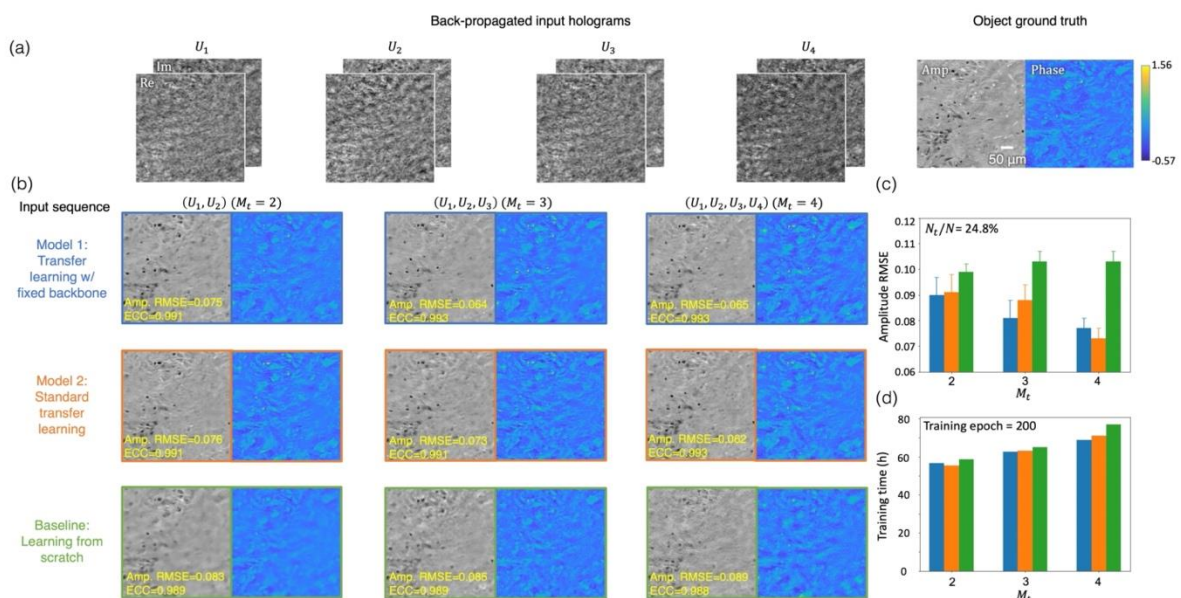 Back-propagated input holograms
Object ground truth
(a)
U₁
U₂
U₃
U₄
Im
Re
Amp
Phase
50 μm
1.56
-0.57
(b)
Input sequence
(U₁, U₂) (Mₜ = 2)
(U₁, U₂, U₃) (Mₜ = 3)
(U₁, U₂, U₃, U₄) (Mₜ = 4)
Model 1:
Transfer
learning w/
fixed backbone
Amp. RMSE=0.075
ECC=0.991
Amp. RMSE=0.064
ECC=0.993
Amp. RMSE=0.065
ECC=0.993
Model 2:
Standard
transfer
learning
Amp. RMSE=0.076
ECC=0.991
Amp. RMSE=0.073
ECC=0.991
Amp. RMSE=0.062
ECC=0.993
Baseline:
Learning from
scratch
Amp. RMSE=0.083
ECC=0.989
Amp. RMSE=0.086
ECC=0.989
Amp. RMSE=0.089
ECC=0.988
(c)
Nₜ/N = 24.8%
Amplitude RMSE
0.12
0.11
0.10
0.09
0.08
0.07
0.06
2
3
4
Mₜ
(d)
Training epoch = 200
Training time (h)
80
60
40
20
0
2
3
4
Mₜ